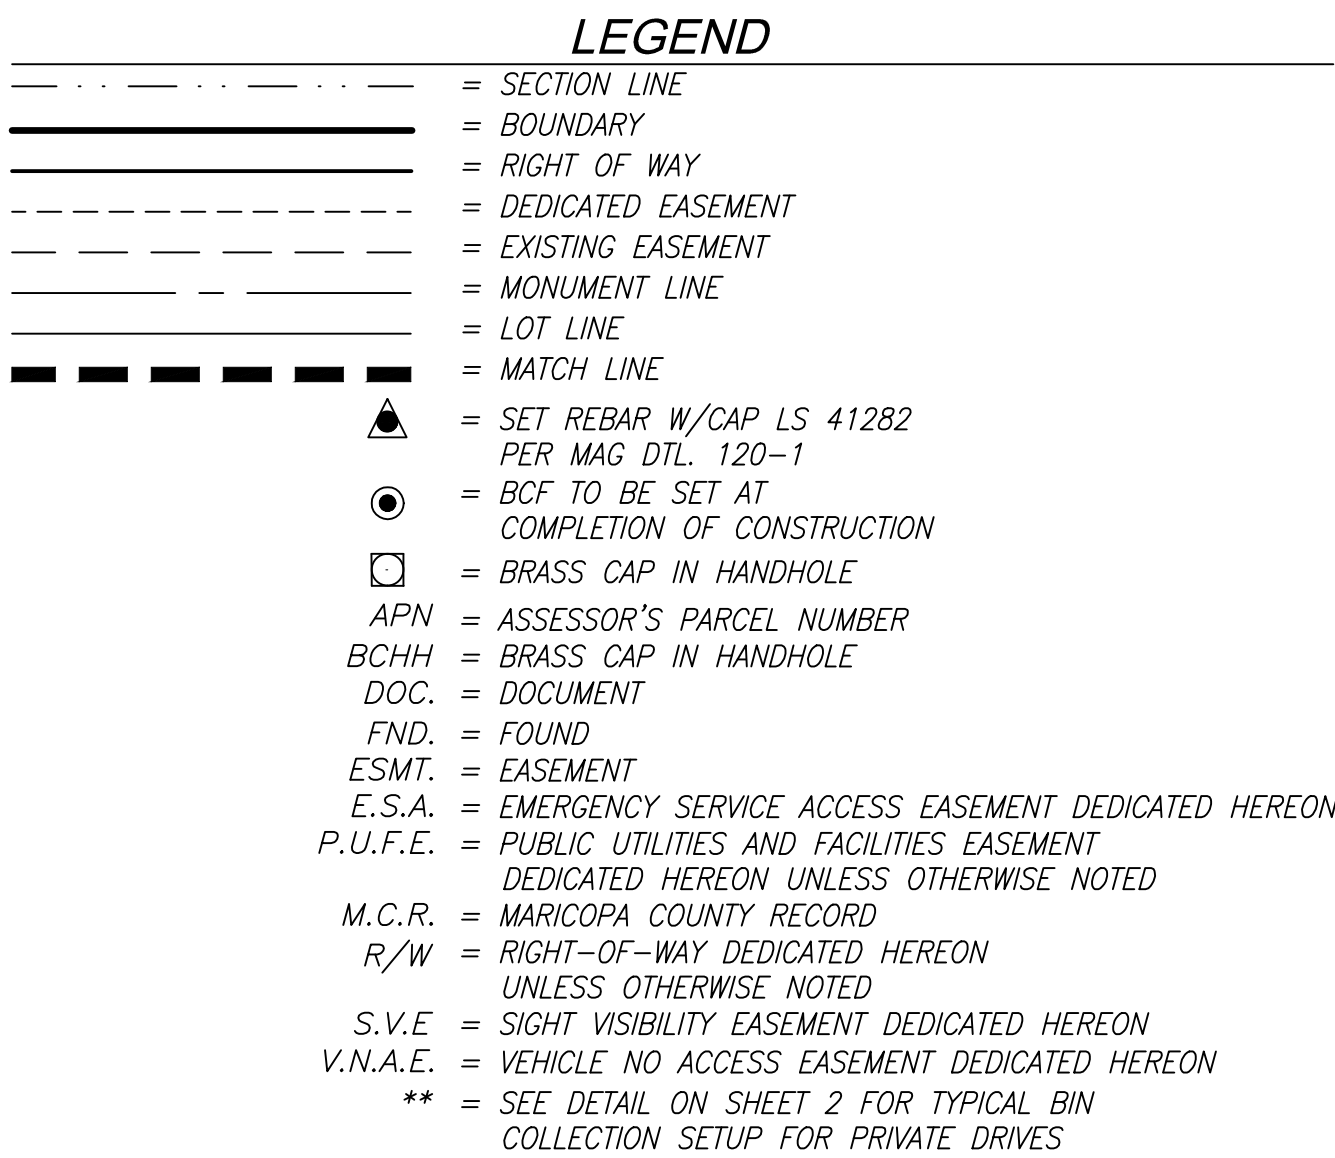 LEGEND
= SECTION LINE
= BOUNDARY
= RIGHT OF WAY
= DEDICATED EASEMENT
= EXISTING EASEMENT
= MONUMENT LINE
= LOT LINE
= MATCH LINE
= SET REBAR W/CAP LS 41282
PER MAG DTL. 120-1
= BCF TO BE SET AT
COMPLETION OF CONSTRUCTION
= BRASS CAP IN HANDHOLE
APN = ASSESSOR'S PARCEL NUMBER
BCHH = BRASS CAP IN HANDHOLE
DOC. = DOCUMENT
FND. = FOUND
ESMT. = EASEMENT
E.S.A. = EMERGENCY SERVICE ACCESS EASEMENT DEDICATED HEREON
P.U.F.E. = PUBLIC UTILITIES AND FACILITIES EASEMENT
DEDICATED HEREON UNLESS OTHERWISE NOTED
M.C.R. = MARICOPA COUNTY RECORD
R/W = RIGHT-OF-WAY DEDICATED HEREON
UNLESS OTHERWISE NOTED
S.V.E = SIGHT VISIBILITY EASEMENT DEDICATED HEREON
V.N.A.E. = VEHICLE NO ACCESS EASEMENT DEDICATED HEREON
** = SEE DETAIL ON SHEET 2 FOR TYPICAL BIN
COLLECTION SETUP FOR PRIVATE DRIVES